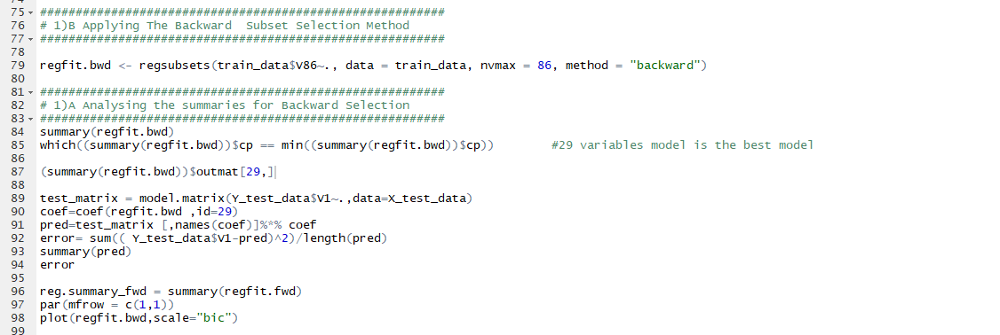 75 #########################################################
76 # 1)B Applying The Backward  Subset Selection Method
77 #########################################################
78
79 regfit.bwd <- regsubsets(train_data$V86~., data = train_data, nvmax = 86, method = "backward")
80
81 #########################################################
82 # 1)A Analysing the summaries for Backward Selection
83 #########################################################
84 summary(regfit.bwd)
85 which((summary(regfit.bwd))$cp == min((summary(regfit.bwd))$cp))        #29 variables model is the best model
86
87 (summary(regfit.bwd))$outmat[29,]
88
89 test_matrix = model.matrix(Y_test_data$V1~.,data=X_test_data)
90 coef=coef(regfit.bwd ,id=29)
91 pred=test_matrix [,names(coef)]%*% coef
92 error= sum(( Y_test_data$V1-pred)^2)/length(pred)
93 summary(pred)
94 error
95
96 reg.summary_fwd = summary(regfit.fwd)
97 par(mfrow = c(1,1))
98 plot(regfit.bwd,scale="bic")
99